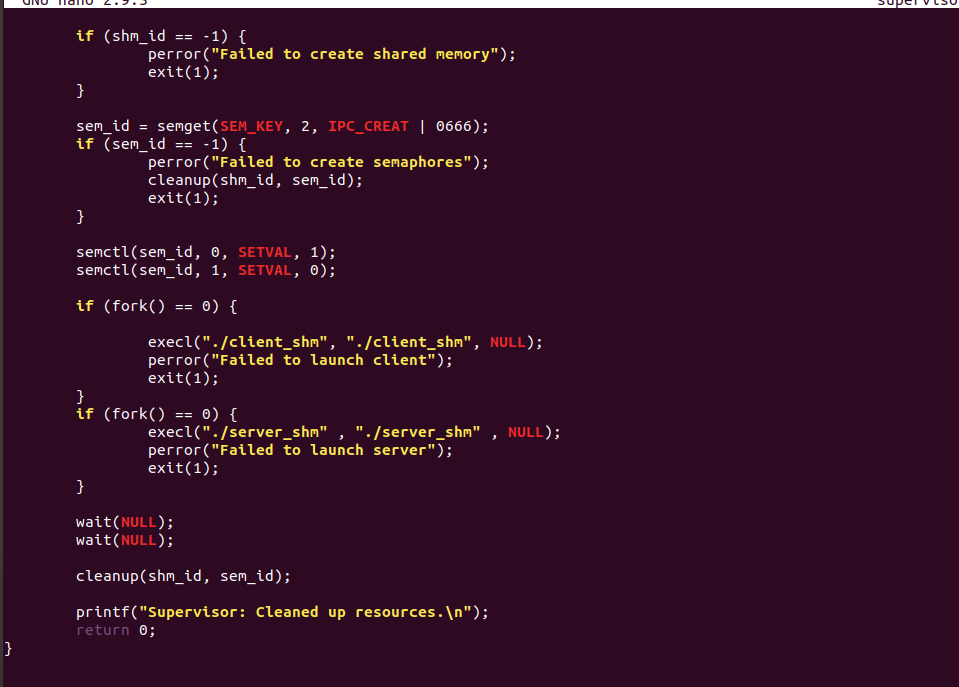 GNU nano 2.9.3 superviso
if (shm_id == -1) {
perror("Failed to create shared memory");
exit(1);
}
sem_id = semget(SEM_KEY, 2, IPC_CREAT | 0666);
if (sem_id == -1) {
perror("Failed to create semaphores");
cleanup(shm_id, sem_id);
exit(1);
}
semctl(sem_id, 0, SETVAL, 1);
semctl(sem_id, 1, SETVAL, 0);
if (fork() == 0) {
execl("./client_shm", "./client_shm", NULL);
perror("Failed to launch client");
exit(1);
}
if (fork() == 0) {
execl("./server_shm" , "./server_shm" , NULL);
perror("Failed to launch server");
exit(1);
}
wait(NULL);
wait(NULL);
cleanup(shm_id, sem_id);
printf("Supervisor: Cleaned up resources.\n");
return 0;
}